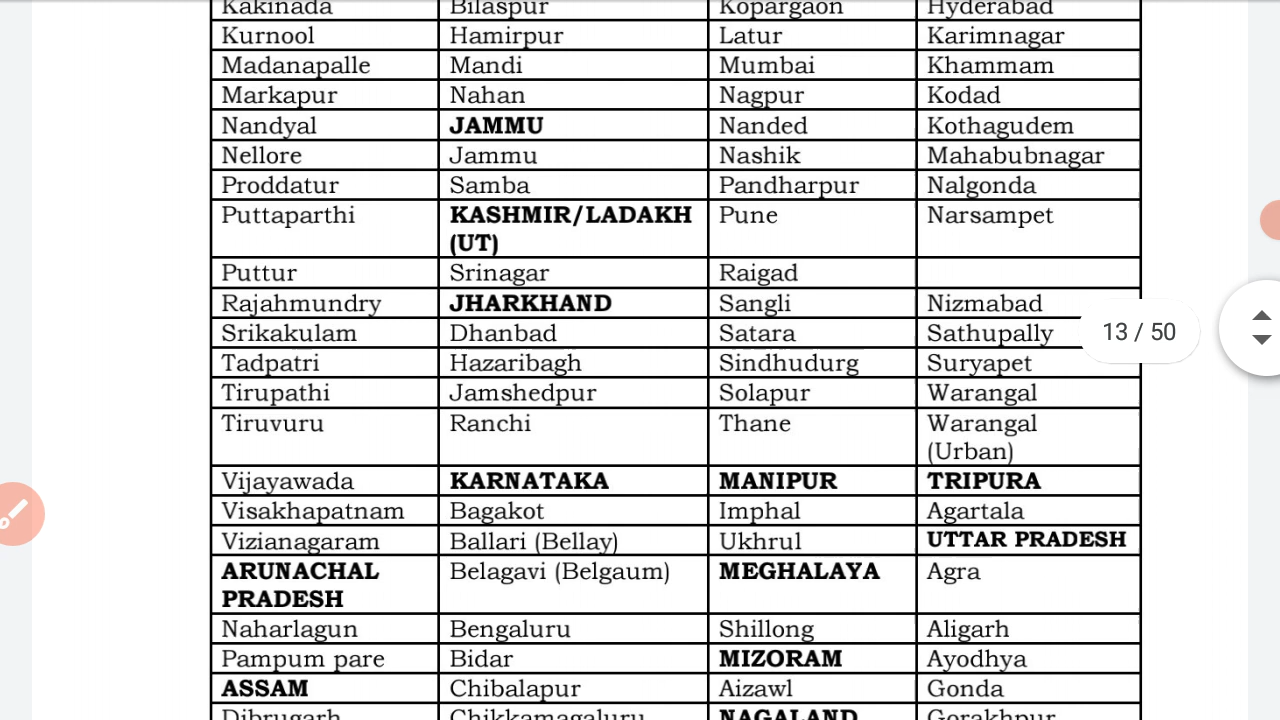 Kakinada Bilaspur Kopargaon Hyderabad
Kurnool Hamirpur Latur Karimnagar
Madanapalle Mandi Mumbai Khammam
Markapur Nahan Nagpur Kodad
Nandyal JAMMU Nanded Kothagudem
Nellore Jammu Nashik Mahabubnagar
Proddatur Samba Pandharpur Nalgonda
Puttaparthi KASHMIR/LADAKH Pune Narsampet
(UT)
Puttur Srinagar Raigad
Rajahmundry JHARKHAND Sangli Nizmabad
Srikakulam Dhanbad Satara Sathupally 13 / 50
Tadpatri Hazaribagh Sindhudurg Suryapet
Tirupathi Jamshedpur Solapur Warangal
Tiruvuru Ranchi Thane Warangal
(Urban)
Vijayawada KARNATAKA MANIPUR TRIPURA
Visakhapatnam Bagakot Imphal Agartala
Vizianagaram Ballari (Bellay) Ukhrul UTTAR PRADESH
ARUNACHAL Belagavi (Belgaum) MEGHALAYA Agra
PRADESH
Naharlagun Bengaluru Shillong Aligarh
Pampum pare Bidar MIZORAM Ayodhya
ASSAM Chibalapur Aizawl Gonda
Dibrugarh Chikkamagaluru NAGALAND Gorakhpur